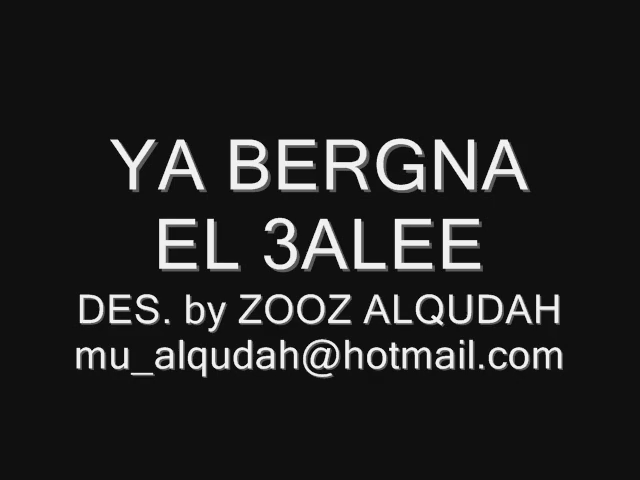 YA BERGNA
EL 3ALEE
DES. by ZOOZ ALQUDAH
mu_alqudah@hotmail.com